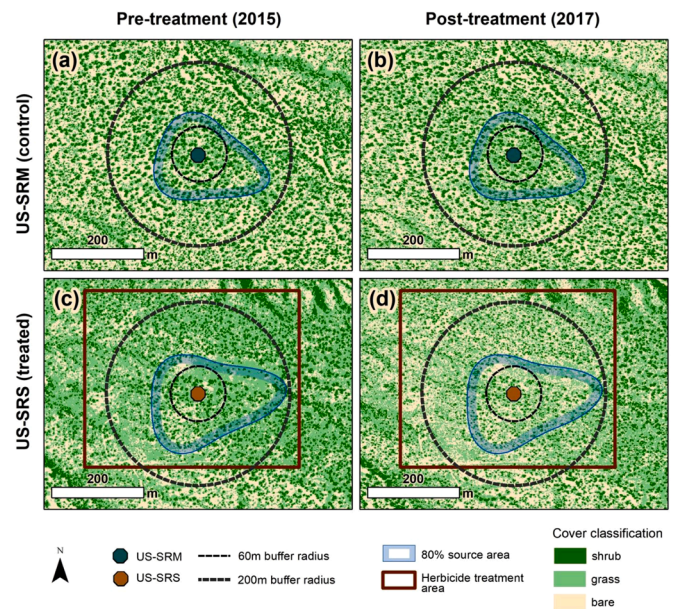 Pre-treatment (2015)
Post-treatment (2017)
US-SRM (control)
(a)
(b)
200
m
200
m
US-SRS (treated)
(c)
(d)
200
m
200
m
Cover classification
N
US-SRM
60m buffer radius
80% source area
shrub
US-SRS
200m buffer radius
Herbicide treatment
area
grass
bare